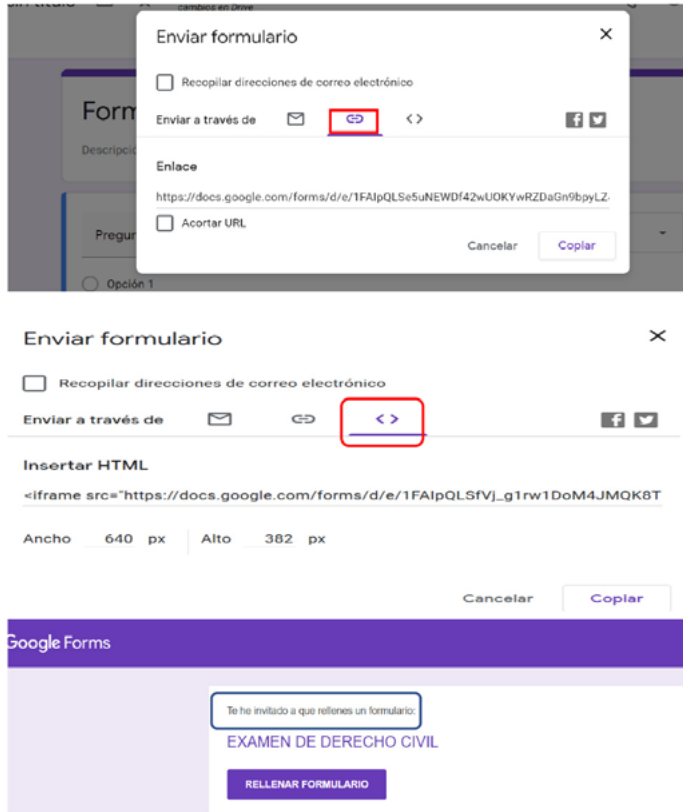 cambios en Drive
Enviar formulario
Recopilar direcciones de correo electrónico
Form
Enviar a través de
Descripció
Enlace
https://docs.google.com/forms/d/e/1FAIpQLSe5uNEWDf42wUOKYwRZDaGn9bpyLZ
Acortar URL
Pregur
Cancelar Copiar
Opción 1
Enviar formulario
Recopilar direcciones de correo electrónico
Enviar a través de < >
Insertar HTML
<iframe src="https://docs.google.com/forms/d/e/1FAIpQLSfVj_g1rw1DoM4JMQK8T
Ancho 640 px Alto 382 px
Cancelar Copiar
Google Forms
Te he invitado a que rellenes un formulario:
EXAMEN DE DERECHO CIVIL
RELLENAR FORMULARIO